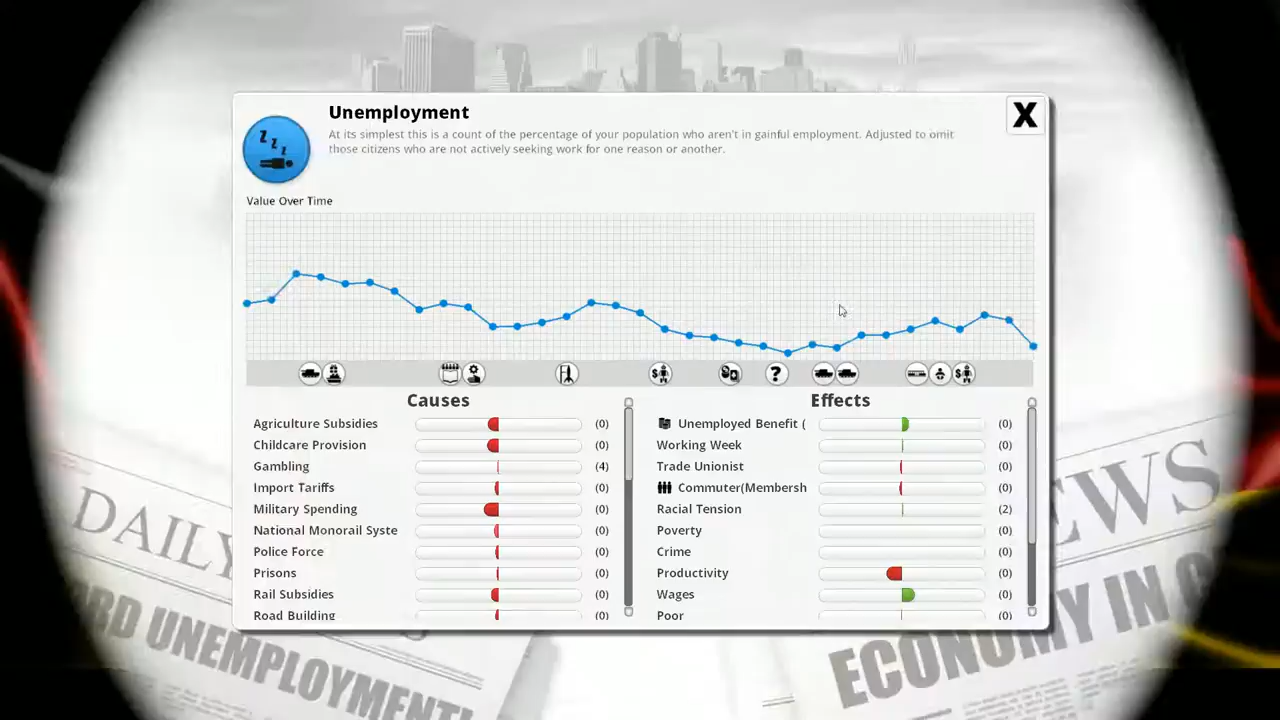 Unemployment
At its simplest this is a count of the percentage of your population who aren't in gainful employment. Adjusted to omit
those citizens who are not actively seeking work for one reason or another.
X
Value Over Time
?
Causes
Agriculture Subsidies (0)
Childcare Provision (0)
Gambling (4)
Import Tariffs (0)
Military Spending (0)
National Monorail Syste (0)
Police Force (0)
Prisons (0)
Rail Subsidies (0)
Road Building (0)
Effects
Unemployed Benefit ( (0)
Working Week (0)
Trade Unionist (0)
Commuter(Membersh (0)
Racial Tension (2)
Poverty (0)
Crime (0)
Productivity (0)
Wages (0)
Poor (0)
DAILY
RD UNEMPLOYMENT!
EWS
ECONOMY IN C